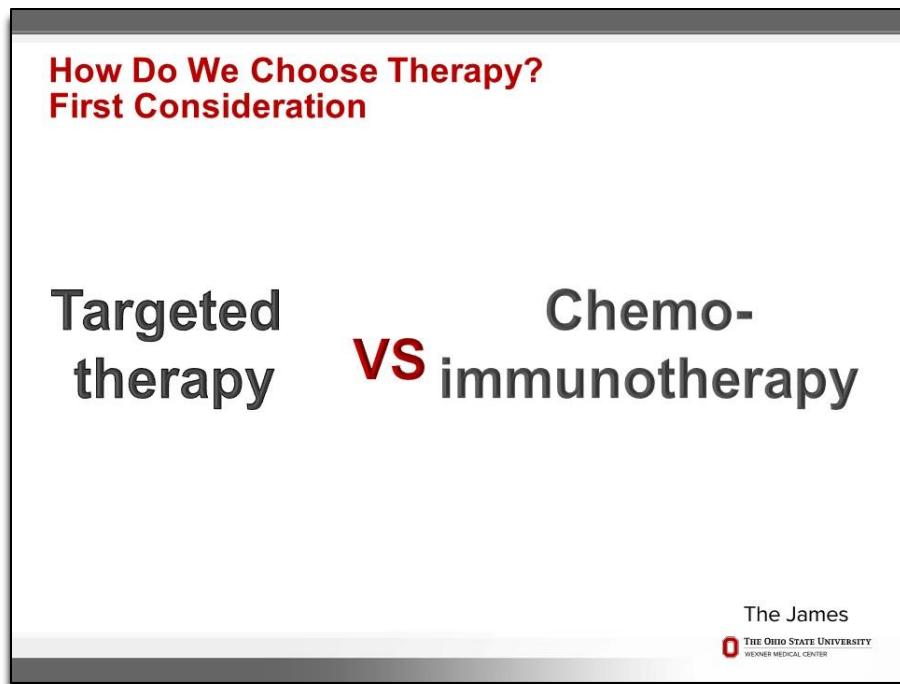 How Do We Choose Therapy?
First Consideration
Targeted
therapy
VS
Chemo-
immunotherapy
The James
THE OHIO STATE UNIVERSITY
WEXNER MEDICAL CENTER